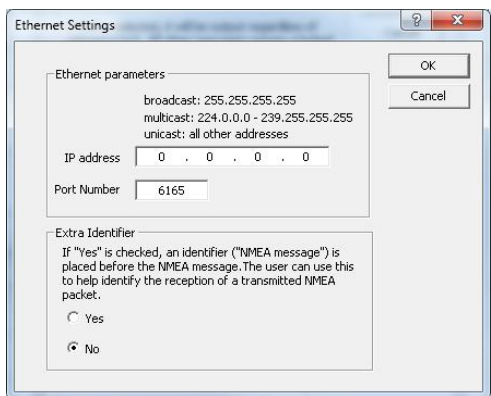 Ethernet Settings
OK
Cancel
Ethernet parameters
broadcast: 255.255.255.255
multicast: 224.0.0.0 - 239.255.255.255
unicast: all other addresses
IP address 0 . 0 . 0 . 0
Port Number 6165
Extra Identifier
If "Yes" is checked, an identifier ("NMEA message") is
placed before the NMEA message.The user can use this
to help identify the reception of a transmitted NMEA
packet.
Yes
No